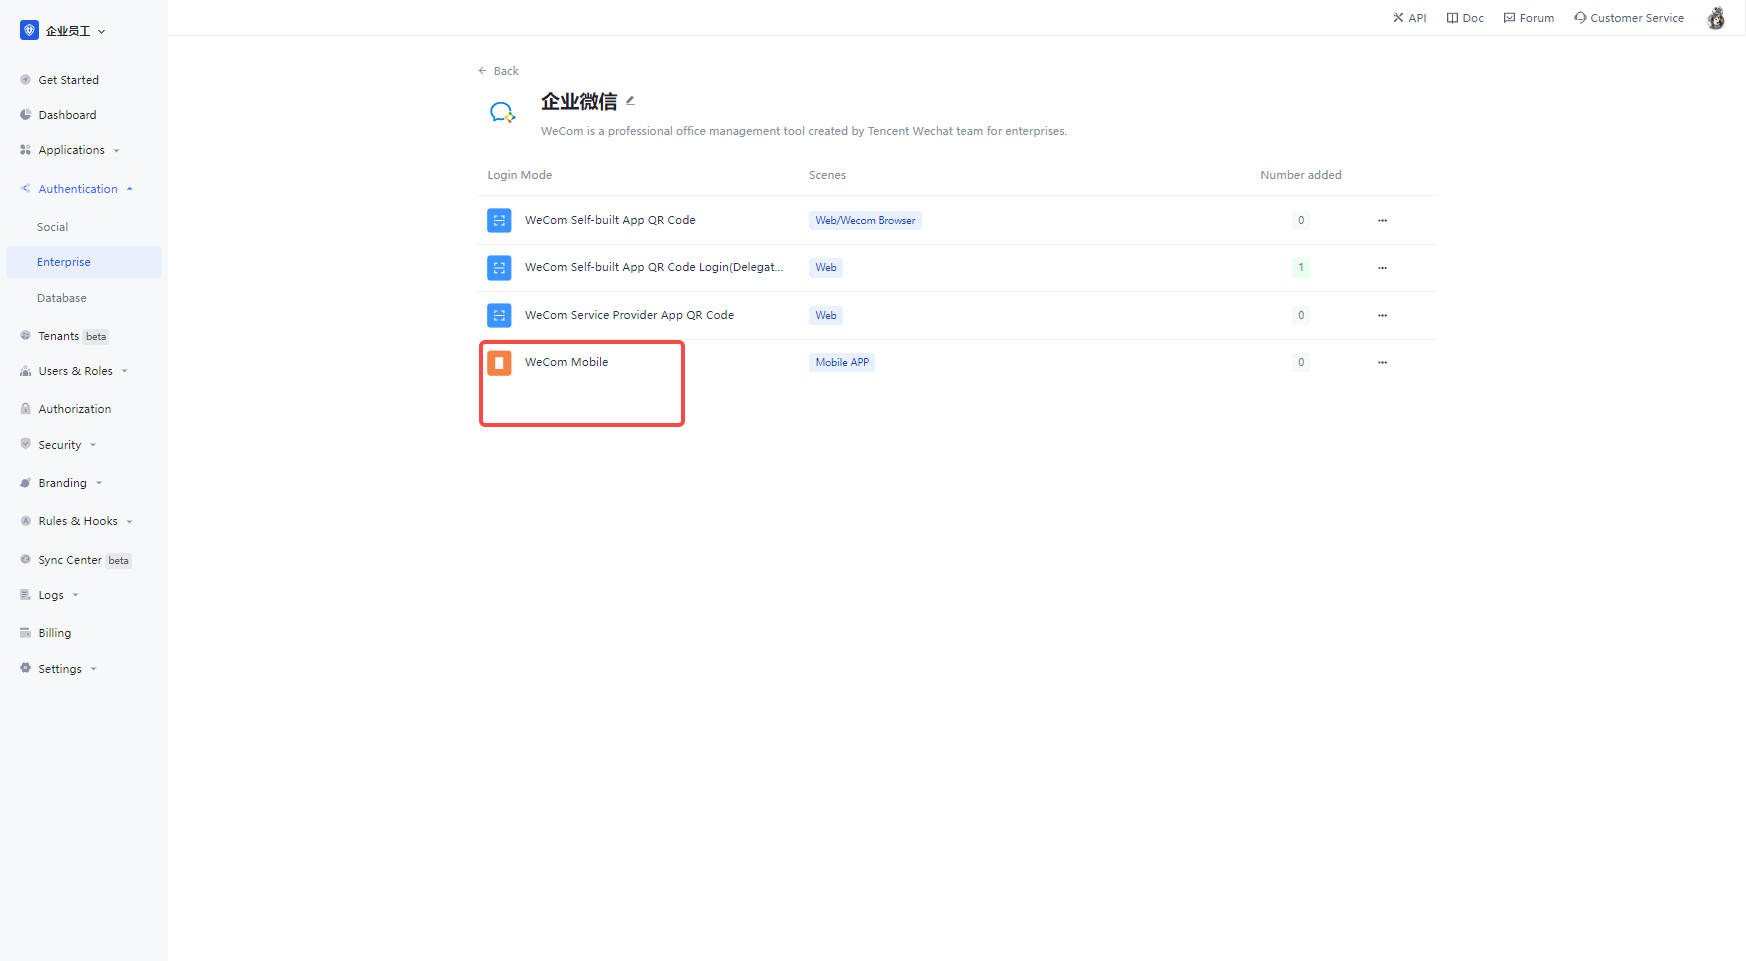 企业员工
API
Doc
Forum
Customer Service
Get Started
Dashboard
Applications
Authentication
Social
Enterprise
Database
Tenants beta
Users & Roles
Authorization
Security
Branding
Rules & Hooks
Sync Center beta
Logs
Billing
Settings
Back
企业微信
WeCom is a professional office management tool created by Tencent Wechat team for enterprises.
Login Mode Scenes Number added
WeCom Self-built App QR Code Web/Wecom Browser 0 ...
WeCom Self-built App QR Code Login(Delegat... Web 1 ...
WeCom Service Provider App QR Code Web 0 ...
WeCom Mobile Mobile APP 0 ...